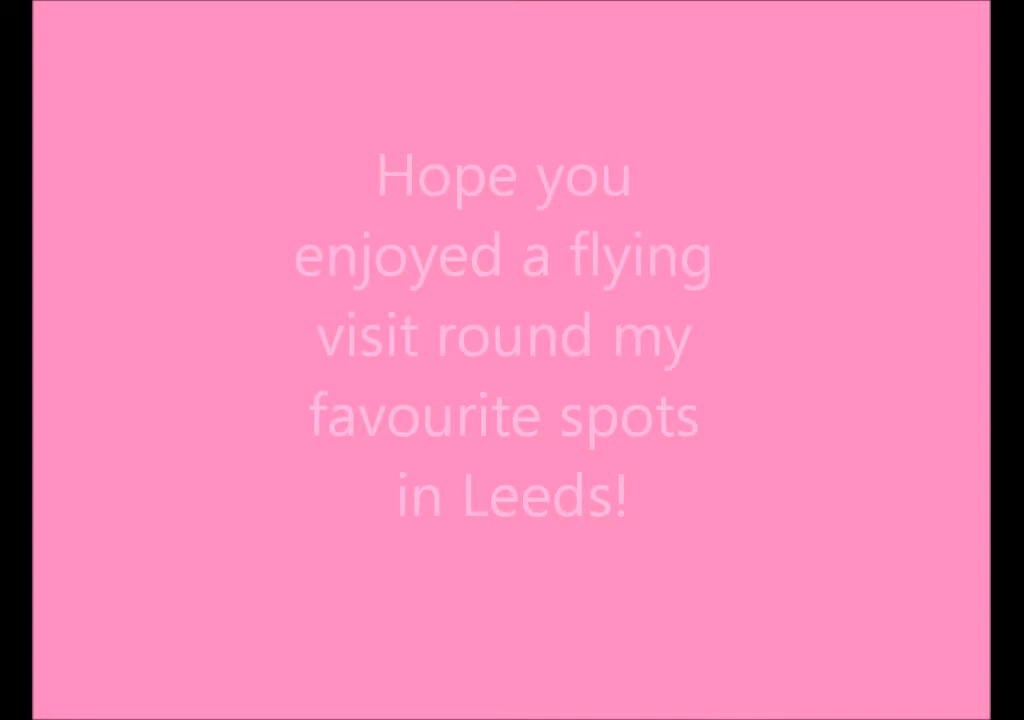 Hope you
enjoyed a flying
visit round my
favourite spots
in Leeds!